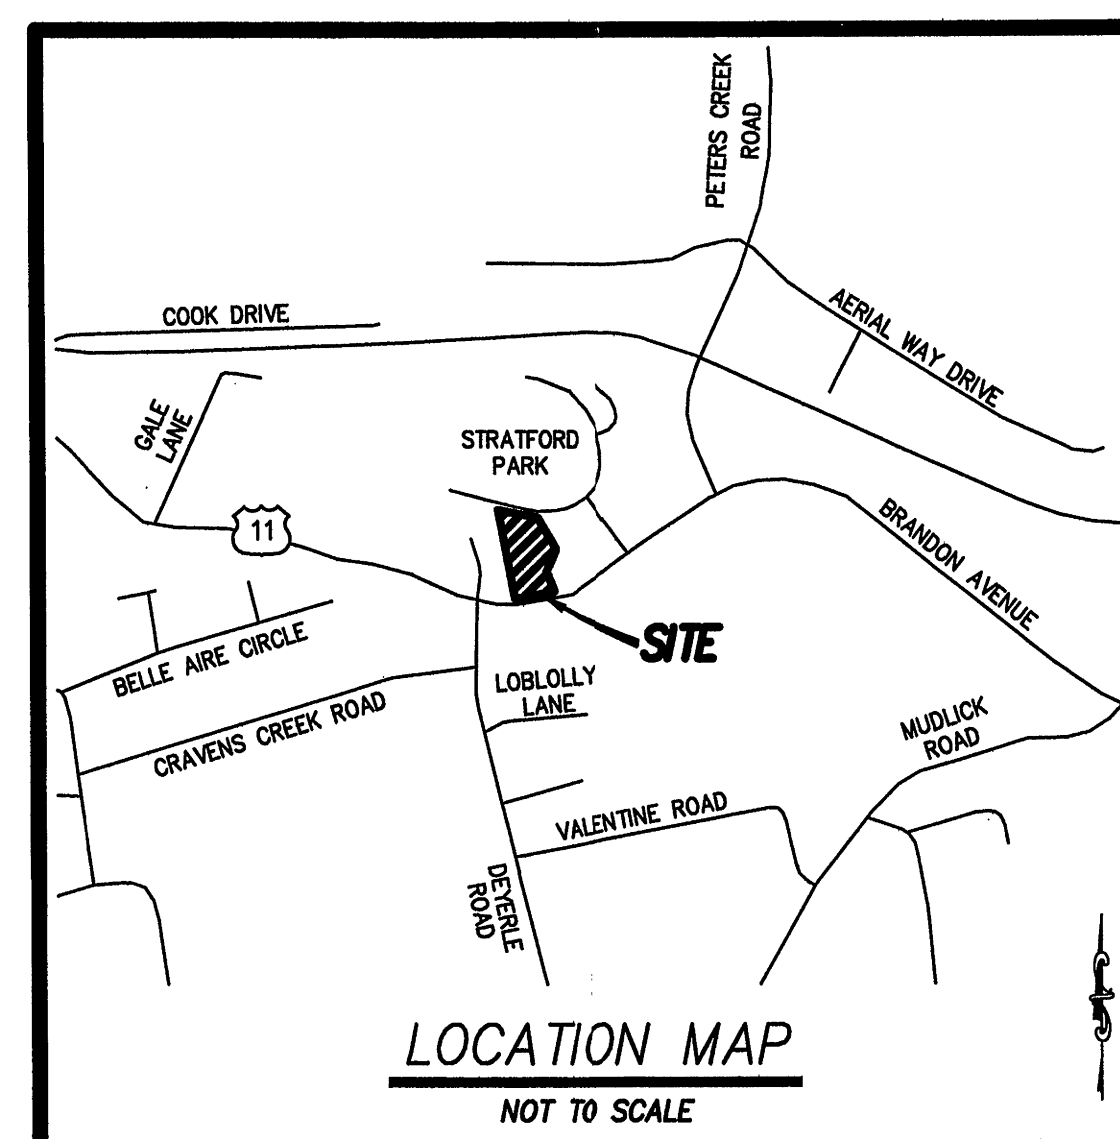 PETERS CREEK
ROAD
COOK DRIVE
AERIAL WAY DRIVE
GALE
LANE
STRATFORD
PARK
11
BRANDON AVENUE
SITE
BELLE AIRE CIRCLE
LOBLOLLY
LANE
CRAVENS CREEK ROAD
MUDLICK
ROAD
VALENTINE ROAD
DEYERLE
ROAD
LOCATION MAP
NOT TO SCALE